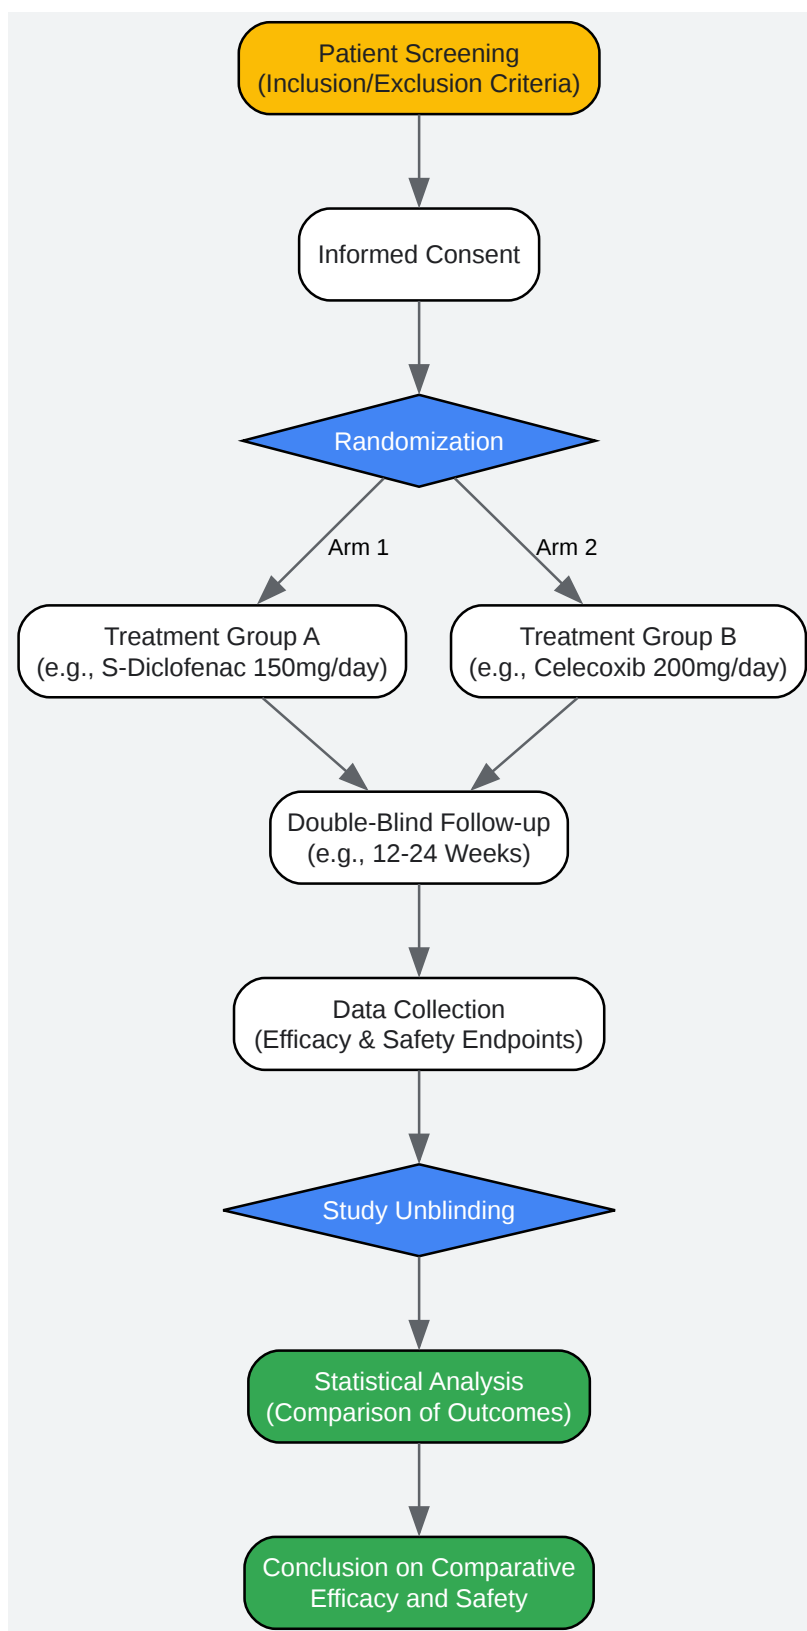 Patient Screening
(Inclusion/Exclusion Criteria)
Informed Consent
Randomization
Arm 1
Arm 2
Treatment Group A
(e.g., S-Diclofenac 150mg/day)
Treatment Group B
(e.g., Celecoxib 200mg/day)
Double-Blind Follow-up
(e.g., 12-24 Weeks)
Data Collection
(Efficacy & Safety Endpoints)
Study Unblinding
Statistical Analysis
(Comparison of Outcomes)
Conclusion on Comparative
Efficacy and Safety